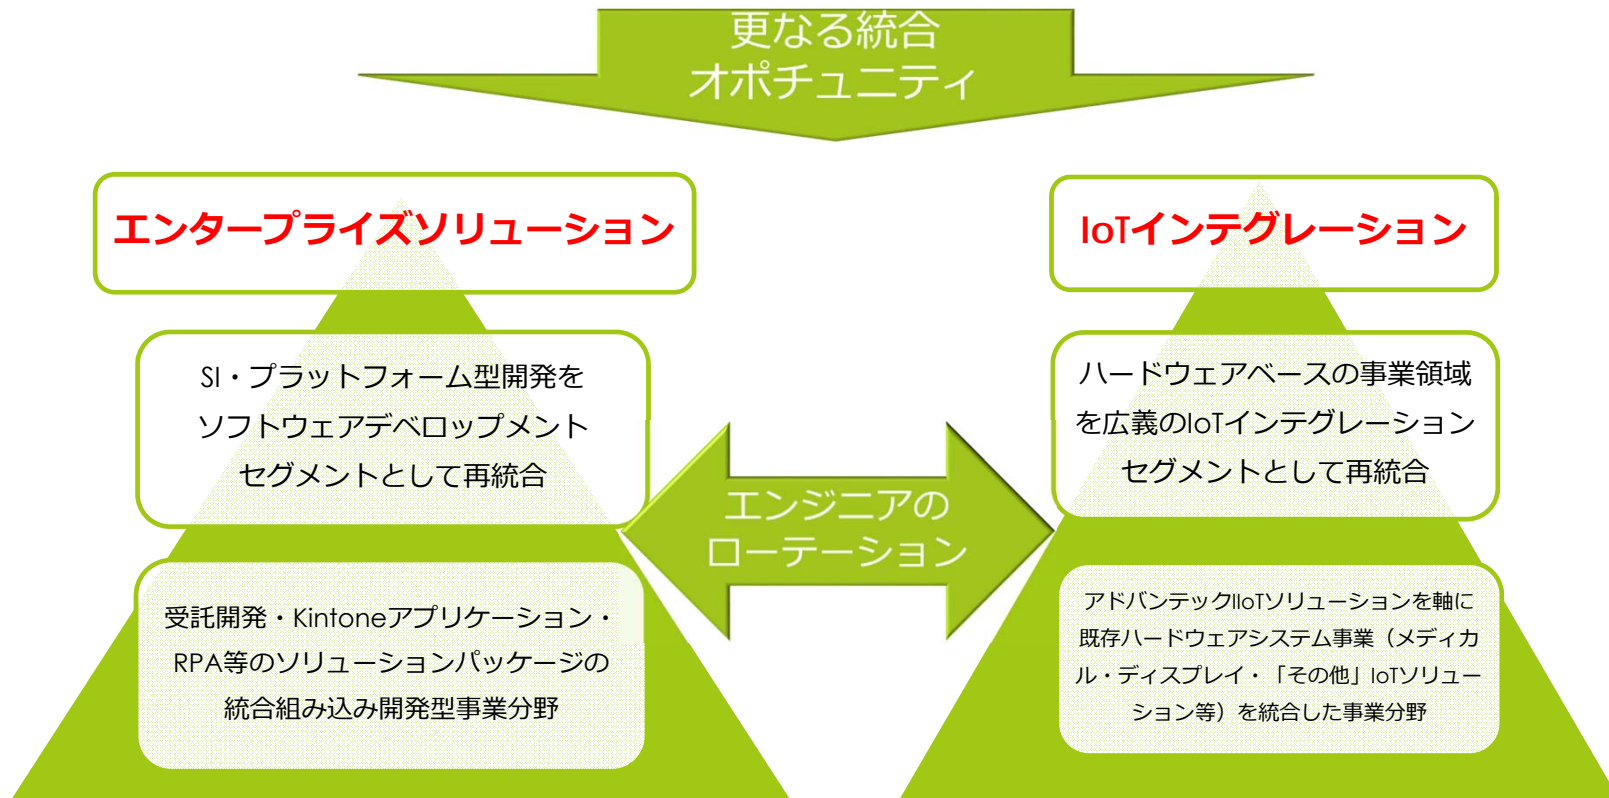 更なる統合
オポチュニティ
エンタープライズソリューション
SI・プラットフォーム型開発を
ソフトウェアデベロップメント
セグメントとして再統合
受託開発・Kintoneアプリケーション・
RPA等のソリューションパッケージの
統合組み込み開発型事業分野
エンジニアの
ローテーション
IoTインテグレーション
ハードウェアベースの事業領域
を広義のIoTインテグレーション
セグメントとして再統合
アドバンテックIIoTソリューションを軸に
既存ハードウェアシステム事業（メディカ
ル・ディスプレイ・「その他」IoTソリュー
ション等）を統合した事業分野